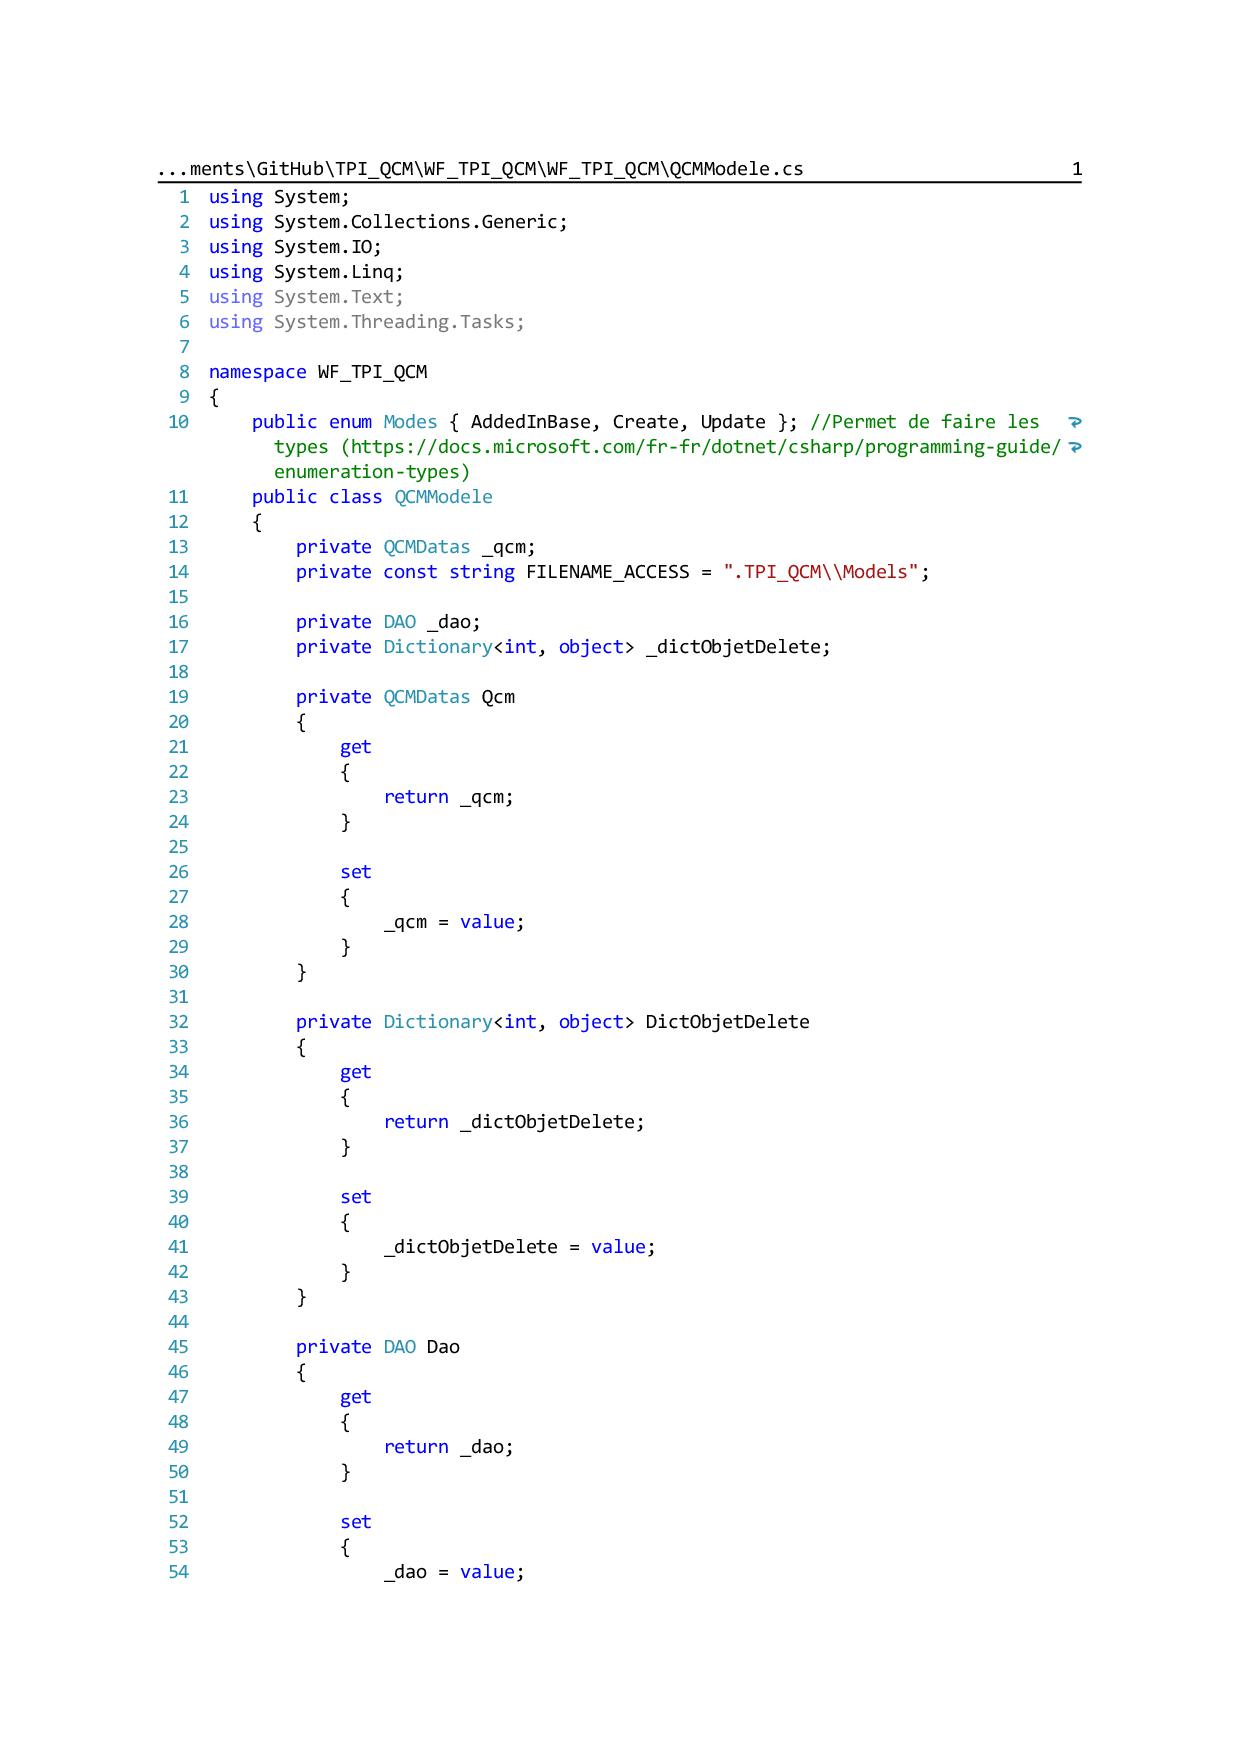 ...ments\GitHub\TPI_QCM\WF_TPI_QCM\WF_TPI_QCM\QCMModele.cs 1
1 using System;
2 using System.Collections.Generic;
3 using System.IO;
4 using System.Linq;
5 using System.Text;
6 using System.Threading.Tasks;
7
8 namespace WF_TPI_QCM
9 {
10 public enum Modes { AddedInBase, Create, Update }; //Permet de faire les
types (https://docs.microsoft.com/fr-fr/dotnet/csharp/programming-guide/
enumeration-types)
11 public class QCMModele
12 {
13 private QCMDatas _qcm;
14 private const string FILENAME_ACCESS = ".TPI_QCM\\Models";
15
16 private DAO _dao;
17 private Dictionary<int, object> _dictObjetDelete;
18
19 private QCMDatas Qcm
20 {
21 get
22 {
23 return _qcm;
24 }
25
26 set
27 {
28 _qcm = value;
29 }
30 }
31
32 private Dictionary<int, object> DictObjetDelete
33 {
34 get
35 {
36 return _dictObjetDelete;
37 }
38
39 set
40 {
41 _dictObjetDelete = value;
42 }
43 }
44
45 private DAO Dao
46 {
47 get
48 {
49 return _dao;
50 }
51
52 set
53 {
54 _dao = value;